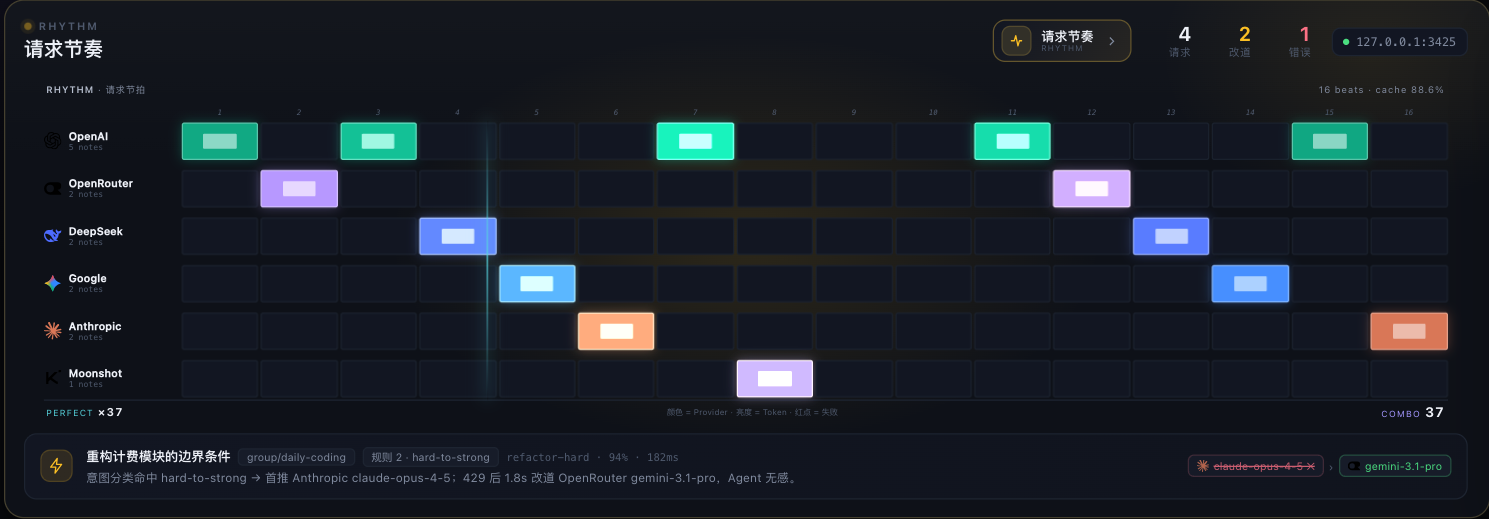 RHYTHM
请求节奏
请求节奏
RHYTHM
4
请求
2
改道
1
错误
127.0.0.1:3425
RHYTHM · 请求节拍
16 beats · cache 88.6%
1 2 3 4 5 6 7 8 9 10 11 12 13 14 15 16
OpenAI
5 notes
OpenRouter
2 notes
DeepSeek
2 notes
Google
2 notes
Anthropic
2 notes
Moonshot
1 notes
PERFECT ×37
颜色 = Provider · 亮度 = Token · 红点 = 失败
COMBO 37
重构计费模块的边界条件 group/daily-coding 规则 2 · hard-to-strong refactor-hard · 94% · 182ms
意图分类命中 hard-to-strong → 首推 Anthropic claude-opus-4-5；429 后 1.8s 改道 OpenRouter gemini-3.1-pro，Agent 无感。
claude-opus-4-5 ✕ › gemini-3.1-pro